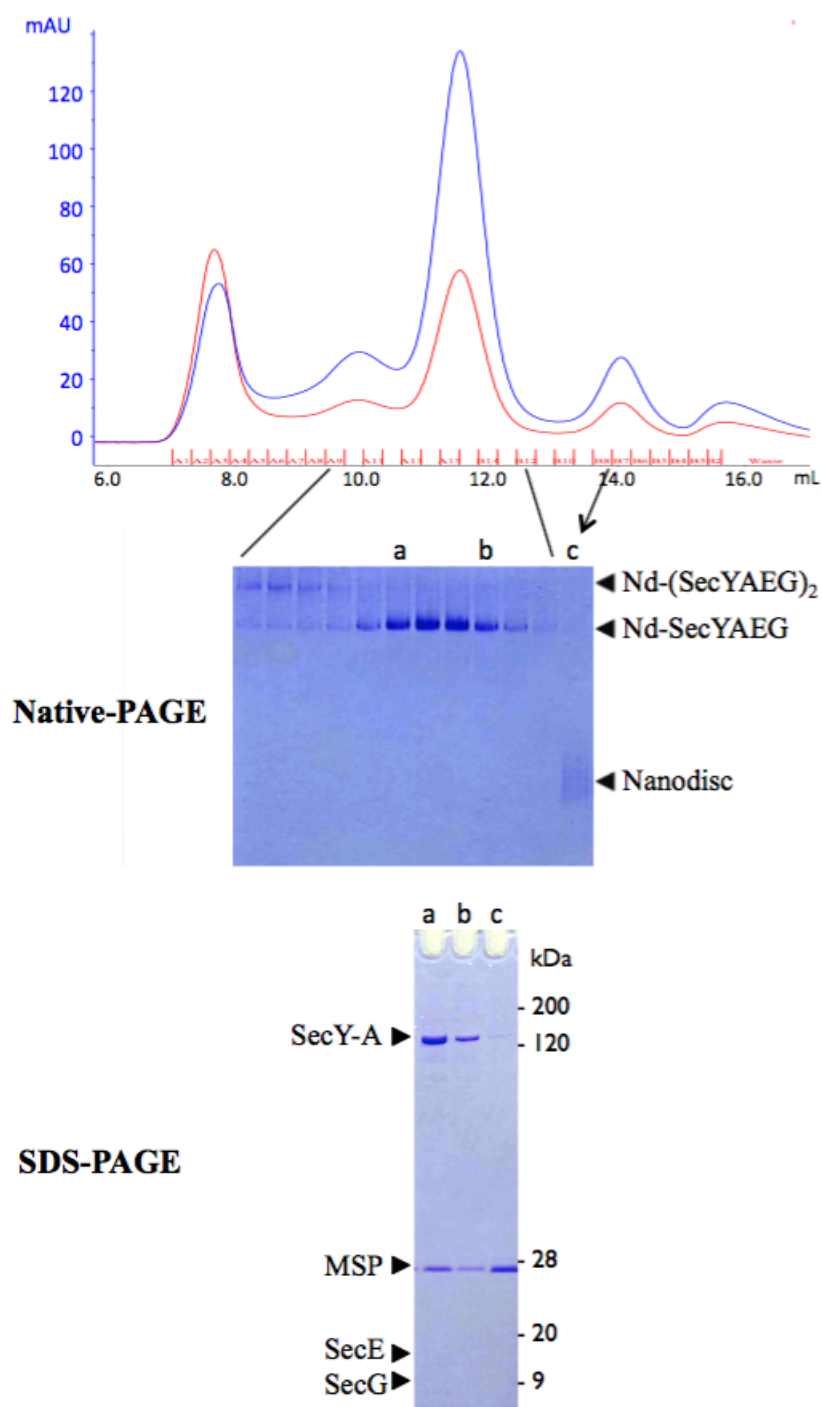 mAU
120
100
80
60
40
20
0
6.0 8.0 10.0 12.0 14.0 16.0 mL
a b c
Nd-(SecYAEG)2
Nd-SecYAEG
Native-PAGE
Nanodisc
a b c
kDa
200
SecY-A
120
SDS-PAGE
28
MSP
20
SecE
SecG
9